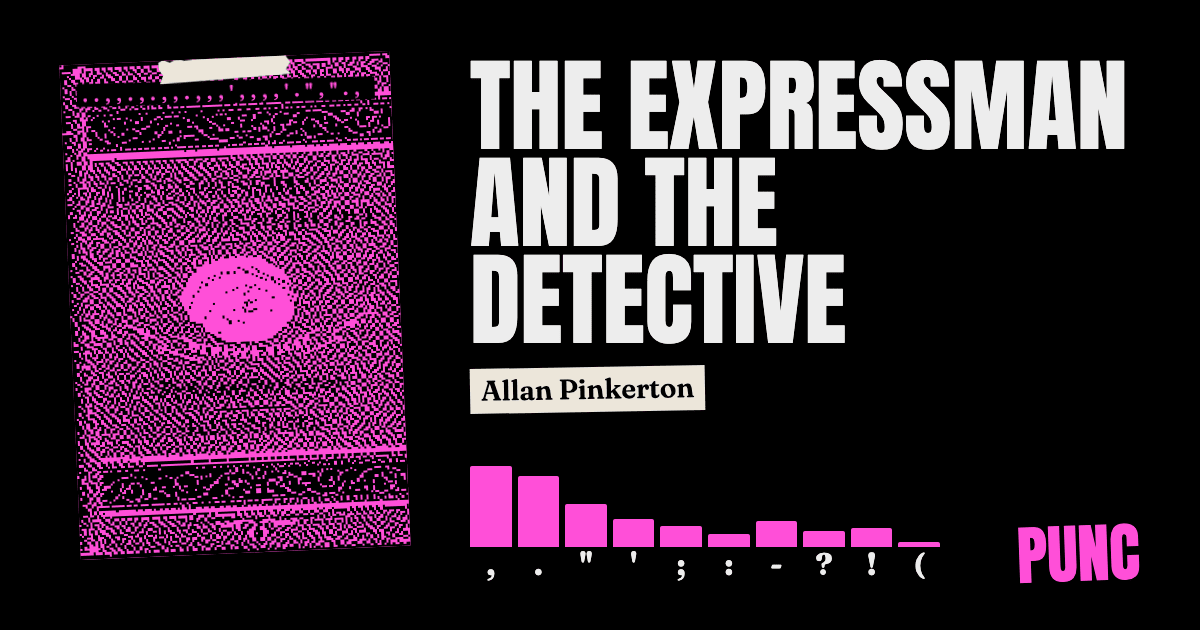 THE EXPRESSMAN
AND THE
DETECTIVE
Allan Pinkerton
, . " ' ; : - ? ! (
PUNC